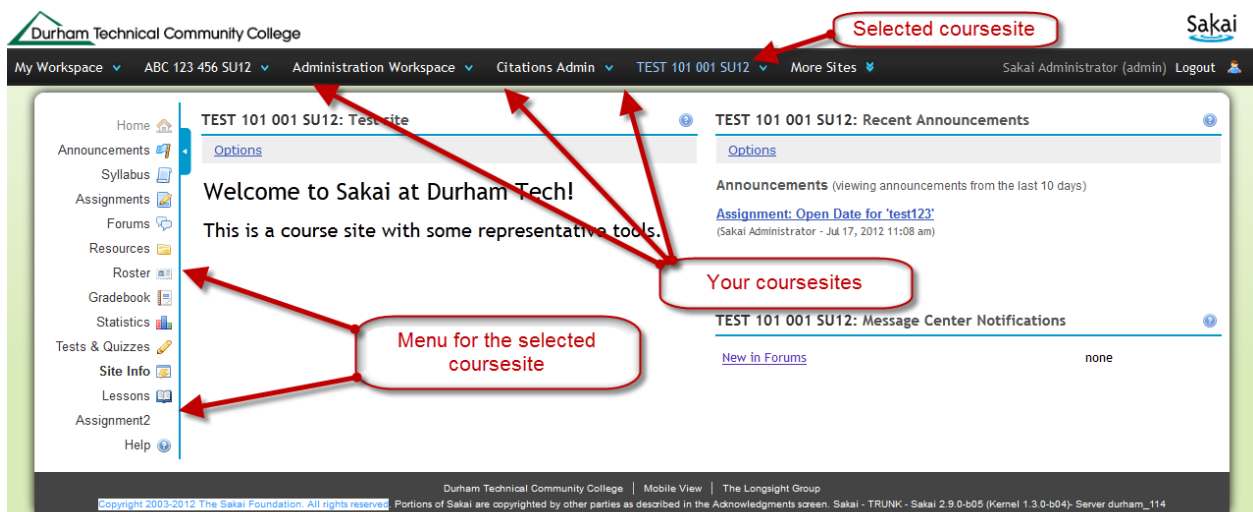 Durham Technical Community College
Selected coursesite
Sakai
My Workspace ABC 123 456 SU12 Administration Workspace Citations Admin TEST 101 001 SU12 More Sites Sakai Administrator (admin) Logout
Home
Announcements
Syllabus
Assignments
Forums
Resources
Roster
Gradebook
Statistics
Tests & Quizzes
Site Info
Lessons
Assignment2
Help
TEST 101 001 SU12: Test site
Options
Welcome to Sakai at Durham Tech!
This is a course site with some representative tools.
Menu for the selected
coursesite
Your coursesites
TEST 101 001 SU12: Recent Announcements
Options
Announcements (viewing announcements from the last 10 days)
Assignment: Open Date for 'test123'
(Sakai Administrator - Jul 17, 2012 11:08 am)
TEST 101 001 SU12: Message Center Notifications
New in Forums none
Durham Technical Community College | Mobile View | The Longsight Group
Copyright 2003-2012 The Sakai Foundation. All rights reserved. Portions of Sakai are copyrighted by other parties as described in the Acknowledgments screen. Sakai - TRUNK - Sakai 2.9.0-b05 (Kernel 1.3.0-b04)- Server durham_114